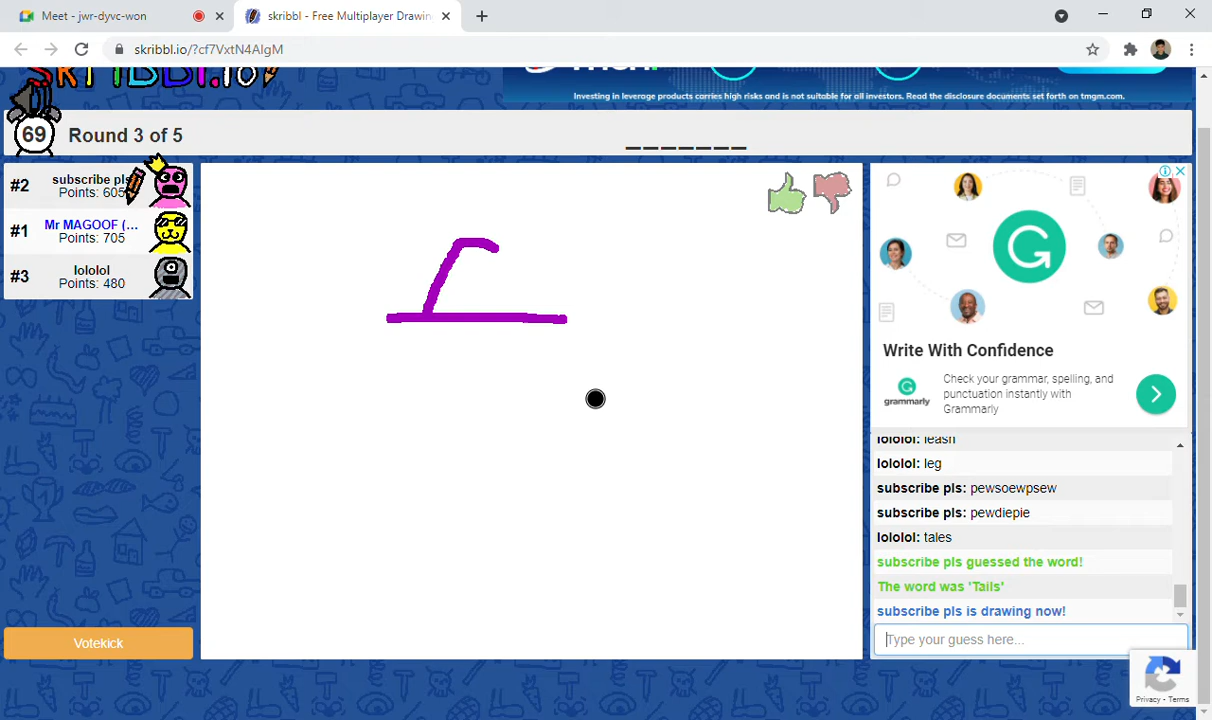 Meet - jwr-dyvc-won
skribbl - Free Multiplayer Drawin
skribbl.io/?cf7VxtN4AIgM
SKRIBBL.io
Investing in leverage products carries high risks and is not suitable for all investors. Read the disclosure documents set forth on tmgm.com.
69
Round 3 of 5
_______
#2
subscribe pls
Points: 605
#1
Mr MAGOOF (...
Points: 705
#3
lololol
Points: 480
Votekick
G
Write With Confidence
grammarly
Check your grammar, spelling, and
punctuation instantly with
Grammarly
lololol: leash
lololol: leg
subscribe pls: pewsoewpsew
subscribe pls: pewdiepie
lololol: tales
subscribe pls guessed the word!
The word was 'Tails'
subscribe pls is drawing now!
Type your guess here...
Privacy - Terms